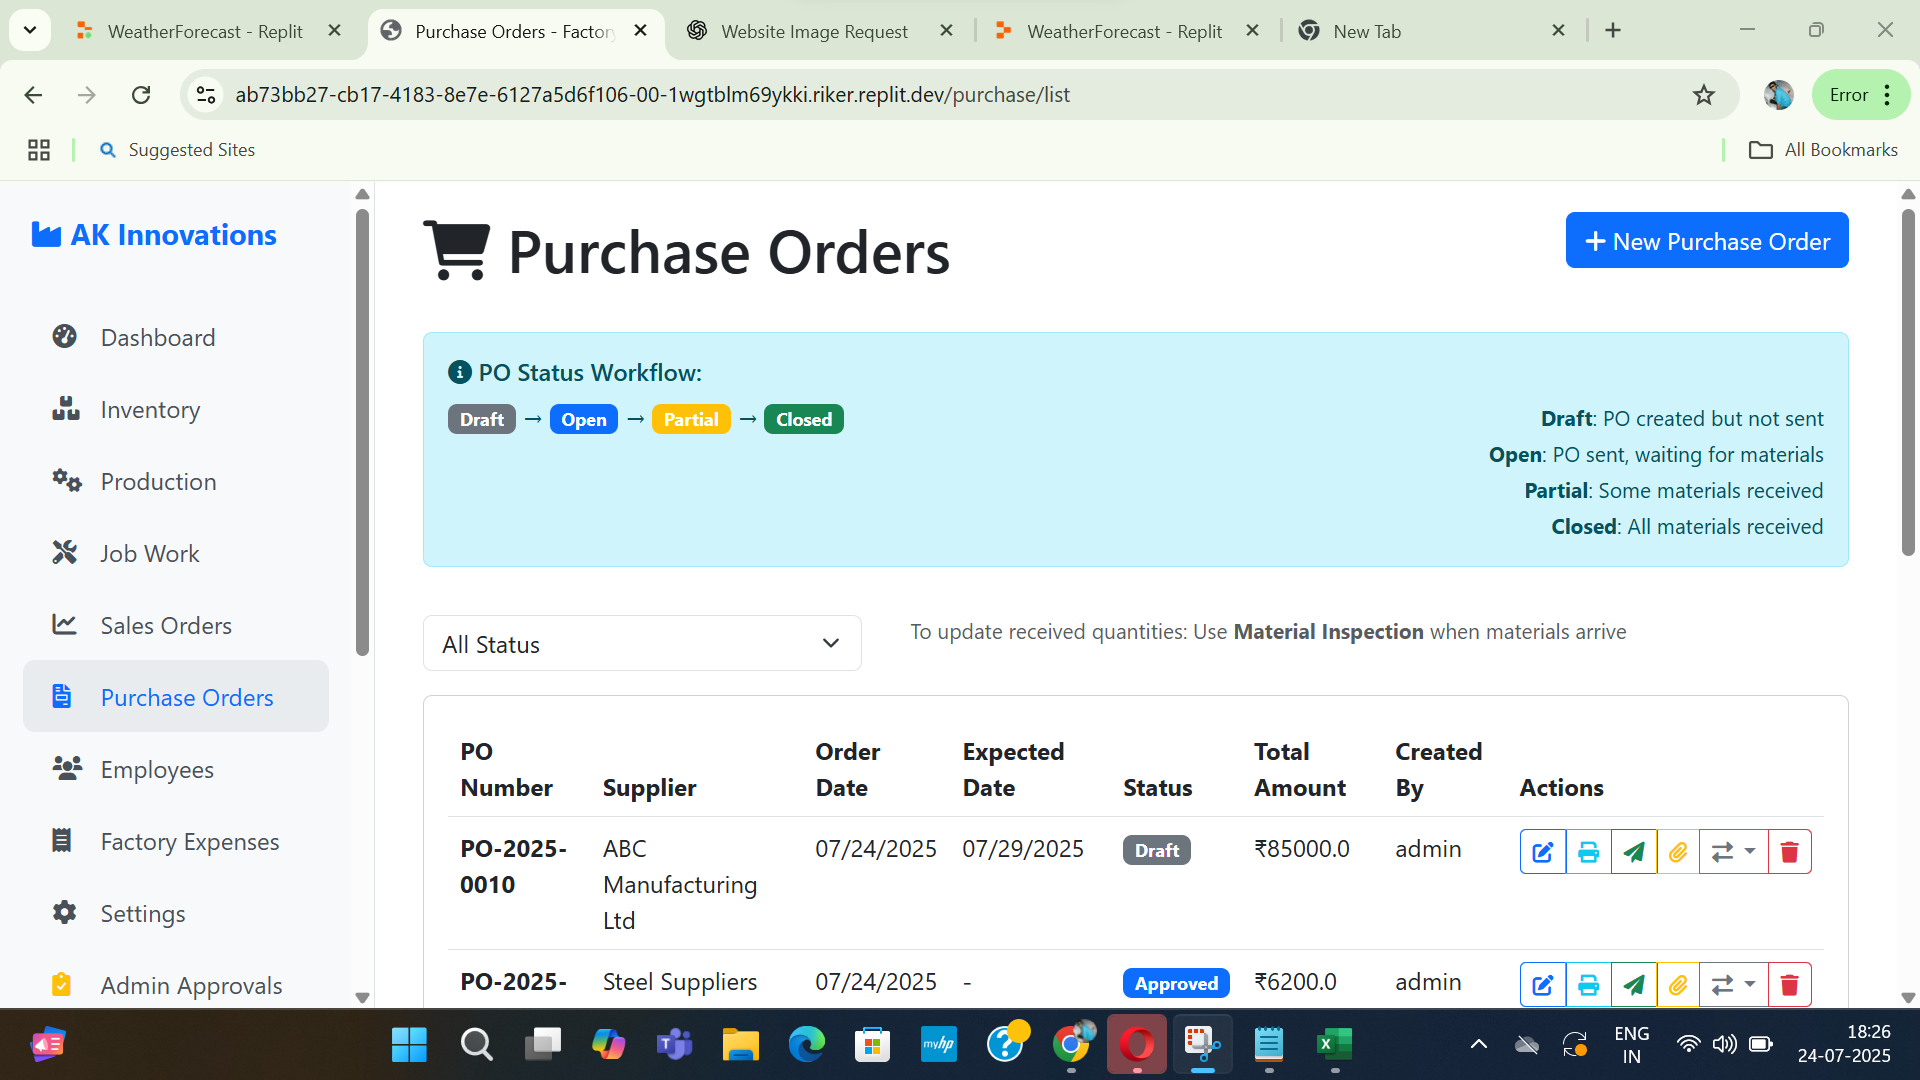 WeatherForecast - Replit
Purchase Orders - Factor
Website Image Request
WeatherForecast - Replit
New Tab
ab73bb27-cb17-4183-8e7e-6127a5d6f106-00-1wgtblm69ykki.riker.replit.dev/purchase/list
Error
Suggested Sites
All Bookmarks
AK Innovations
Dashboard
Inventory
Production
Job Work
Sales Orders
Purchase Orders
Employees
Factory Expenses
Settings
Admin Approvals
Purchase Orders
+ New Purchase Order
PO Status Workflow:
Draft → Open → Partial → Closed
Draft: PO created but not sent
Open: PO sent, waiting for materials
Partial: Some materials received
Closed: All materials received
All Status
To update received quantities: Use Material Inspection when materials arrive
PO Number Supplier Order Date Expected Date Status Total Amount Created By Actions
PO-2025-0010 ABC Manufacturing Ltd 07/24/2025 07/29/2025 Draft ₹85000.0 admin
PO-2025- Steel Suppliers 07/24/2025 - Approved ₹6200.0 admin
myhp
ENG
IN
18:26
24-07-2025